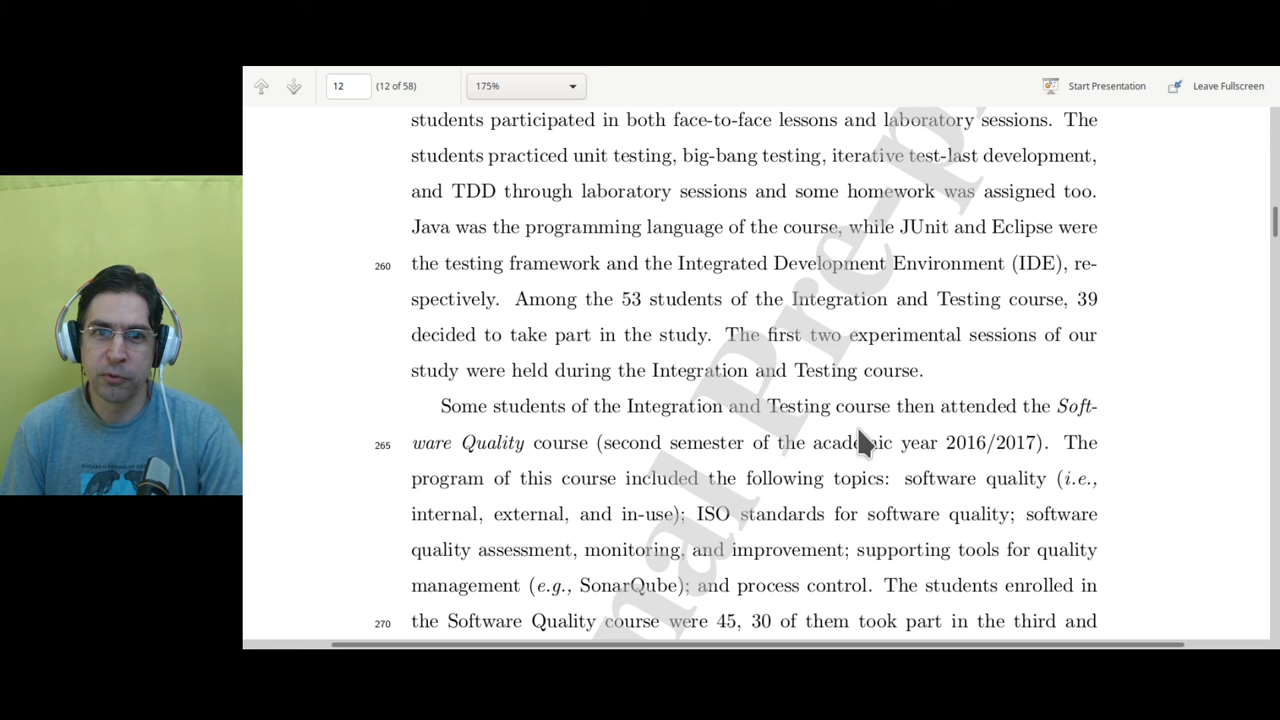 12
(12 of 58)
175%
Start Presentation
Leave Fullscreen
students participated in both face-to-face lessons and laboratory sessions. The
students practiced unit testing, big-bang testing, iterative test-last development,
and TDD through laboratory sessions and some homework was assigned too.
Java was the programming language of the course, while JUnit and Eclipse were
260 the testing framework and the Integrated Development Environment (IDE), re-
spectively. Among the 53 students of the Integration and Testing course, 39
decided to take part in the study. The first two experimental sessions of our
study were held during the Integration and Testing course.
Some students of the Integration and Testing course then attended the Soft-
265 ware Quality course (second semester of the academic year 2016/2017). The
program of this course included the following topics: software quality (i.e.,
internal, external, and in-use); ISO standards for software quality; software
quality assessment, monitoring, and improvement; supporting tools for quality
management (e.g., SonarQube); and process control. The students enrolled in
270 the Software Quality course were 45, 30 of them took part in the third and
nal Pre-p